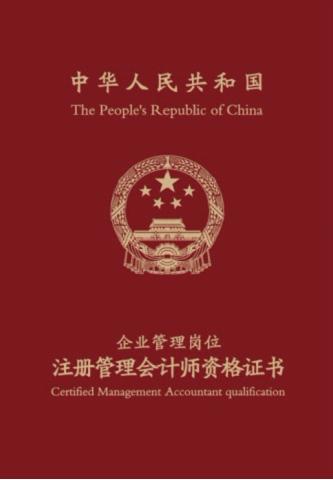 中华人民共和国
The People's Republic of China
企业管理岗位
注册管理会计师资格证书
Certified Management Accountant qualification